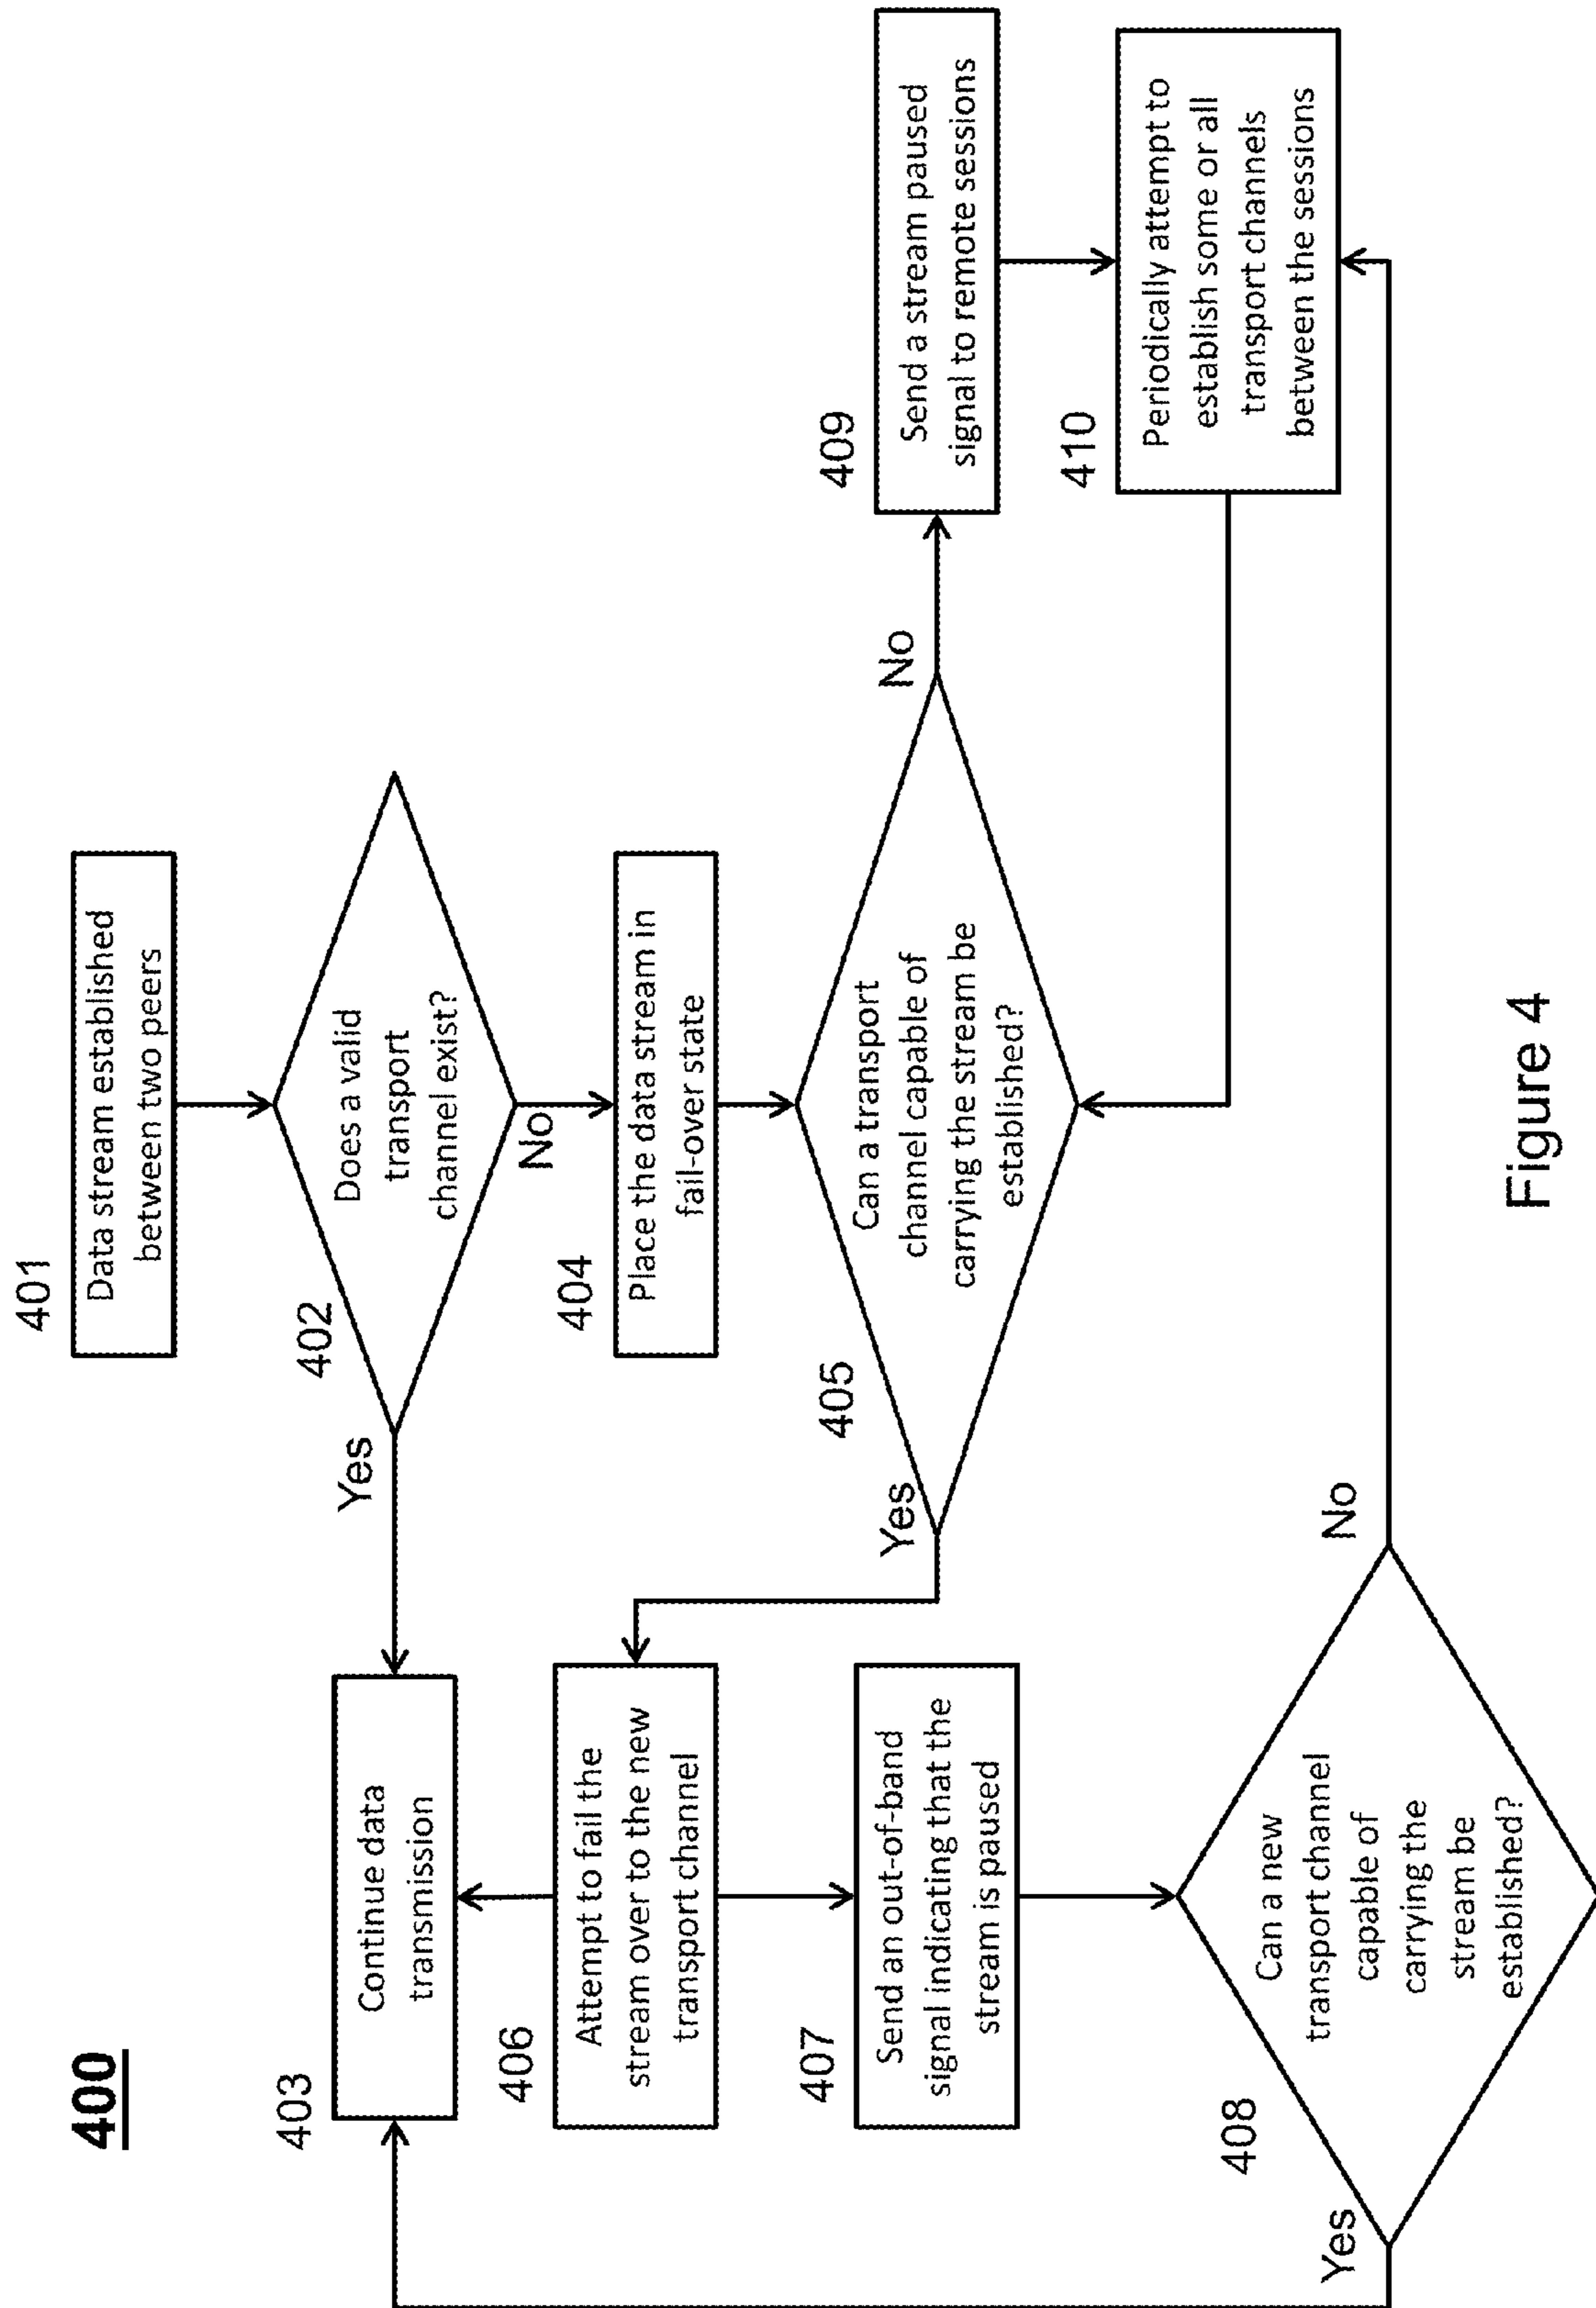 400
401
Data stream established
between two peers
402
Does a valid
transport
channel exist?
Yes
No
403
Continue data
transmission
404
Place the data stream in
fail-over state
405
Can a transport
channel capable of
carrying the stream be
established?
Yes
No
406
Attempt to fail the
stream over to the new
transport channel
407
Send an out-of-band
signal indicating that the
stream is paused
408
Can a new
transport channel
capable of
carrying the
stream be
established?
Yes
No
409
Send a stream paused
signal to remote sessions
410
Periodically attempt to
establish some or all
transport channels
between the sessions
Figure 4